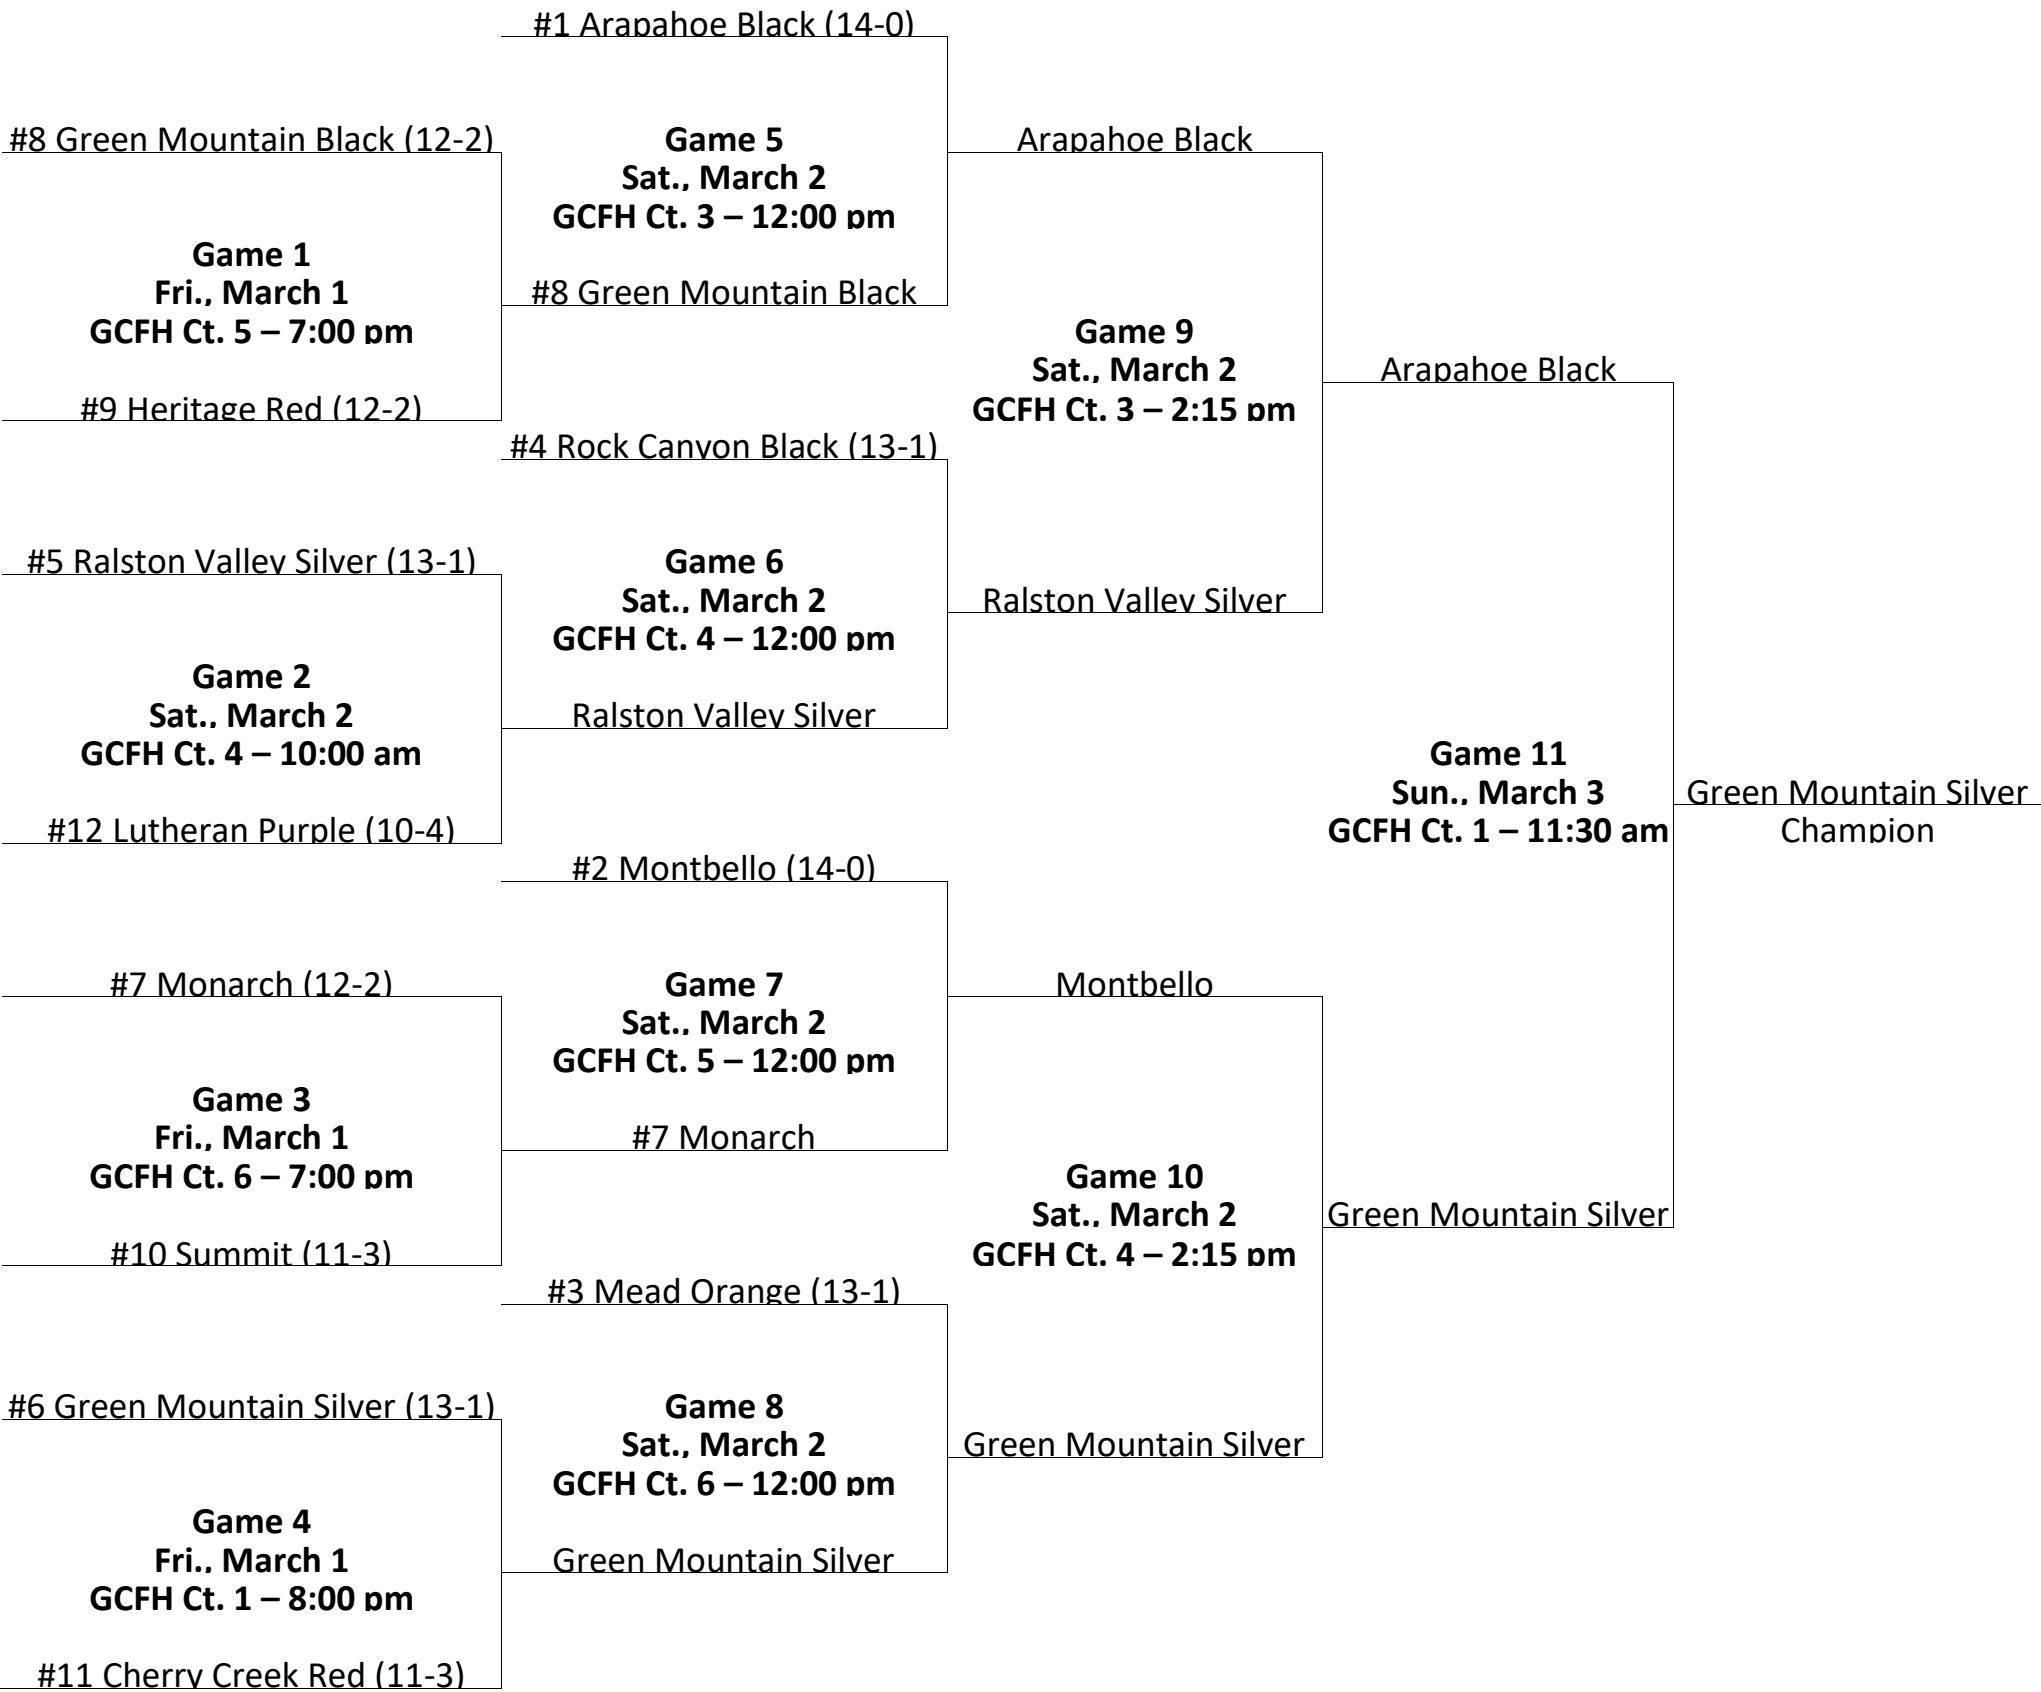 #1 Arapahoe Black (14-0)
#8 Green Mountain Black (12-2)
Game 5
Sat., March 2
GCFH Ct. 3 – 12:00 pm
Arapahoe Black
Game 1
Fri., March 1
GCFH Ct. 5 – 7:00 pm
#8 Green Mountain Black
Game 9
Sat., March 2
GCFH Ct. 3 – 2:15 pm
Arapahoe Black
#9 Heritage Red (12-2)
#4 Rock Canyon Black (13-1)
#5 Ralston Valley Silver (13-1)
Game 6
Sat., March 2
GCFH Ct. 4 – 12:00 pm
Ralston Valley Silver
Game 2
Sat., March 2
GCFH Ct. 4 – 10:00 am
Ralston Valley Silver
Game 11
Sun., March 3
GCFH Ct. 1 – 11:30 am
Green Mountain Silver
Champion
#12 Lutheran Purple (10-4)
#2 Montbello (14-0)
#7 Monarch (12-2)
Game 7
Sat., March 2
GCFH Ct. 5 – 12:00 pm
Montbello
Game 3
Fri., March 1
GCFH Ct. 6 – 7:00 pm
#7 Monarch
Game 10
Sat., March 2
GCFH Ct. 4 – 2:15 pm
Green Mountain Silver
#10 Summit (11-3)
#3 Mead Orange (13-1)
#6 Green Mountain Silver (13-1)
Game 8
Sat., March 2
GCFH Ct. 6 – 12:00 pm
Green Mountain Silver
Game 4
Fri., March 1
GCFH Ct. 1 – 8:00 pm
Green Mountain Silver
#11 Cherry Creek Red (11-3)